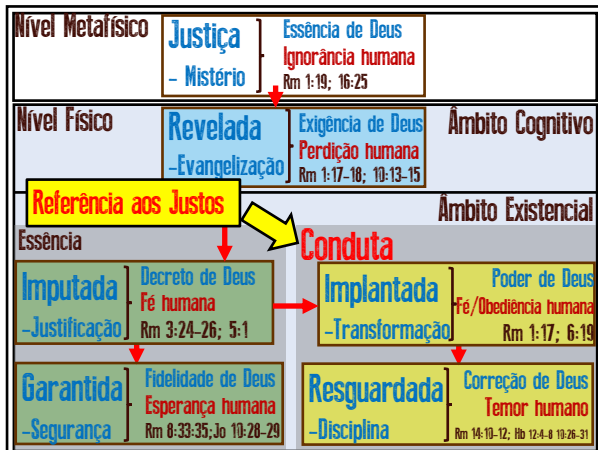 Nível Metafísico
Justiça
- Mistério
Essência de Deus
Ignorância humana
Rm 1:19; 16:25
Nível Físico
Âmbito Cognitivo
Revelada
-Evangelização
Exigência de Deus
Perdição humana
Rm 1:17-18; 10:13-15
Referência aos Justos
Âmbito Existencial
Essência
Conduta
Imputada
-Justificação
Decreto de Deus
Fé humana
Rm 3:24-26; 5:1
Implantada
-Transformação
Poder de Deus
Fé/Obediência humana
Rm 1:17; 6:19
Garantida
-Segurança
Fidelidade de Deus
Esperança humana
Rm 8:33:35;Jo 10:28-29
Resguardada
-Disciplina
Correção de Deus
Temor humano
Rm 14:10-12; Hb 12:4-8 10:26-31